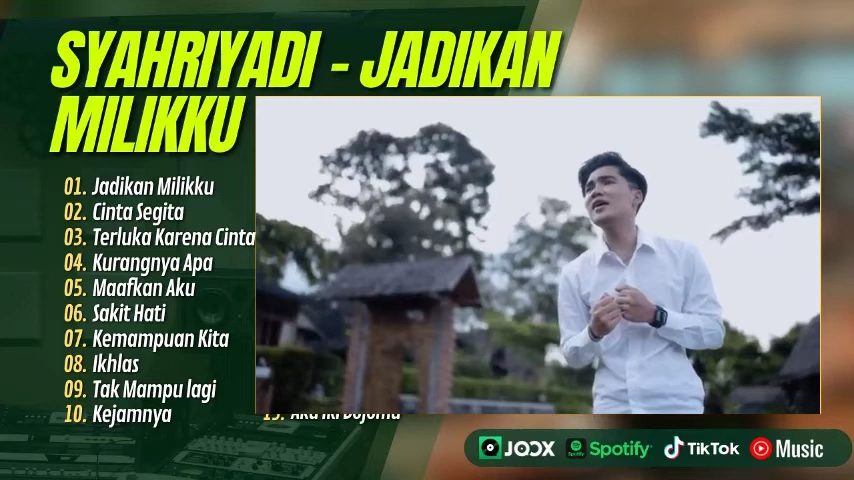 SYAHRIYADI - JADIKAN
MILIKKU
01. Jadikan Milikku
02. Cinta Segita
03. Terluka Karena Cinta
04. Kurangnya Apa
05. Maafkan Aku
06. Sakit Hati
07. Kemampuan Kita
08. Ikhlas
09. Tak Mampu lagi
10. Kejamnya
JOOX Spotify Spotify TikTok Music